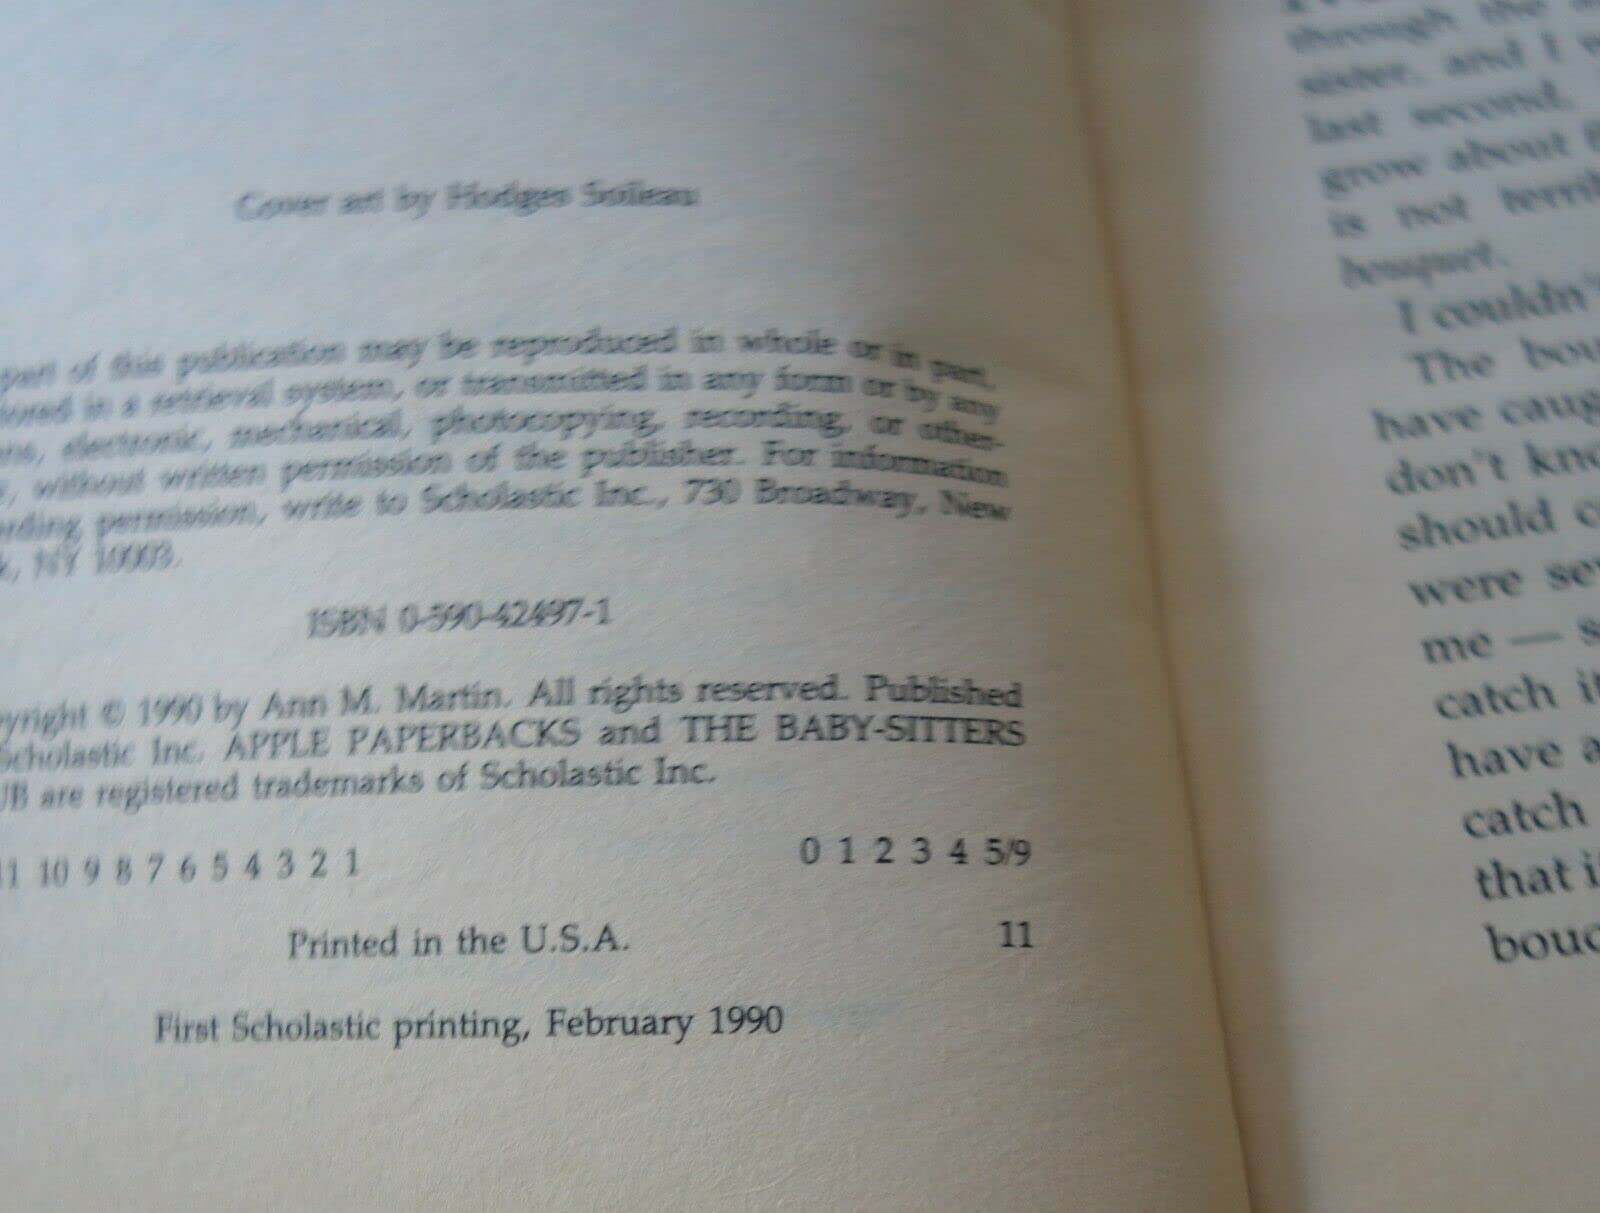 Cover art by Hodges Soileau
part of this publication may be reproduced in whole or in part,
in a retrieval system, or transmitted in any form or by any
electronic, mechanical, photocopying, recording, or other-
without written permission of the publisher. For information
permission, write to Scholastic Inc., 730 Broadway, New
NY 10003.
ISBN 0-590-42497-1
pyright © 1990 by Ann M. Martin. All rights reserved. Published
Scholastic Inc. APPLE PAPERBACKS and THE BABY-SITTERS
UB are registered trademarks of Scholastic Inc.
11 10 9 8 7 6 5 4 3 2 1 0 1 2 3 4 5/9
Printed in the U.S.A. 11
First Scholastic printing, February 1990
through the
sister, and I
last second,
grow about
is not
bouquet.
I couldn't
The bou
have caug
don't kno
should c
were se
me — s
catch i
have a
catch
that i
bouq